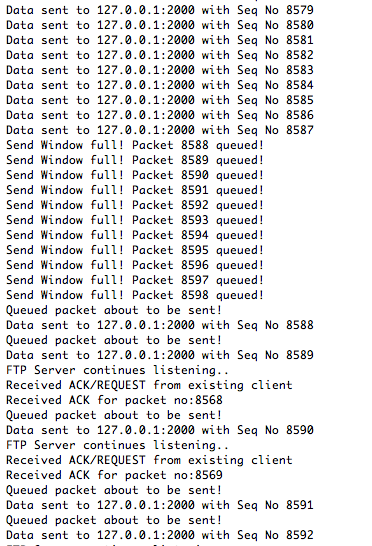 Data sent to 127.0.0.1:2000 with Seq No 8579
Data sent to 127.0.0.1:2000 with Seq No 8580
Data sent to 127.0.0.1:2000 with Seq No 8581
Data sent to 127.0.0.1:2000 with Seq No 8582
Data sent to 127.0.0.1:2000 with Seq No 8583
Data sent to 127.0.0.1:2000 with Seq No 8584
Data sent to 127.0.0.1:2000 with Seq No 8585
Data sent to 127.0.0.1:2000 with Seq No 8586
Data sent to 127.0.0.1:2000 with Seq No 8587
Send Window full! Packet 8588 queued!
Send Window full! Packet 8589 queued!
Send Window full! Packet 8590 queued!
Send Window full! Packet 8591 queued!
Send Window full! Packet 8592 queued!
Send Window full! Packet 8593 queued!
Send Window full! Packet 8594 queued!
Send Window full! Packet 8595 queued!
Send Window full! Packet 8596 queued!
Send Window full! Packet 8597 queued!
Send Window full! Packet 8598 queued!
Queued packet about to be sent!
Data sent to 127.0.0.1:2000 with Seq No 8588
Queued packet about to be sent!
Data sent to 127.0.0.1:2000 with Seq No 8589
FTP Server continues listening..
Received ACK/REQUEST from existing client
Received ACK for packet no:8568
Queued packet about to be sent!
Data sent to 127.0.0.1:2000 with Seq No 8590
FTP Server continues listening..
Received ACK/REQUEST from existing client
Received ACK for packet no:8569
Queued packet about to be sent!
Data sent to 127.0.0.1:2000 with Seq No 8591
Queued packet about to be sent!
Data sent to 127.0.0.1:2000 with Seq No 8592